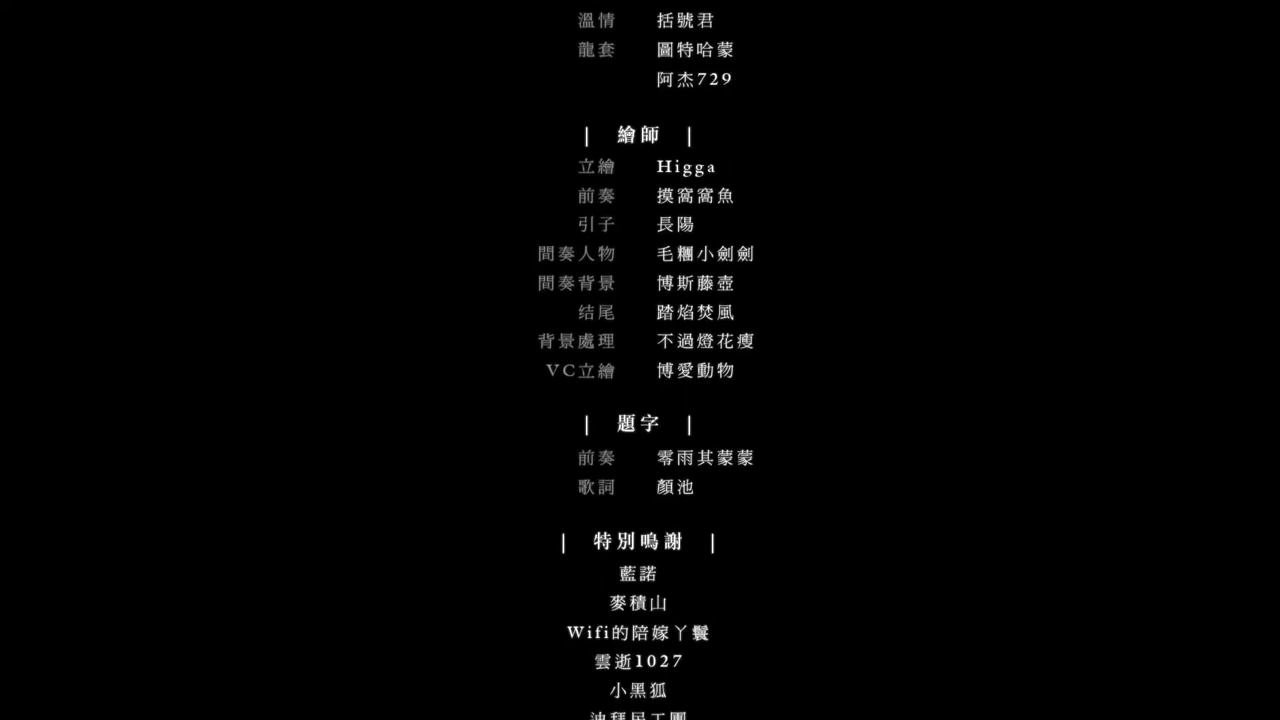 溫情 括號君
龍套 圖特哈蒙
阿杰729
| 繪師 |
立繪 Higga
前奏 摸窩窩魚
引子 長陽
間奏人物 毛糰小劍劍
間奏背景 博斯藤壺
结尾 踏焰焚風
背景處理 不過燈花瘦
VC立繪 博愛動物
| 題字 |
前奏 零雨其蒙蒙
歌詞 顏池
| 特別鳴謝 |
藍諾
麥積山
Wifi的陪嫁丫鬟
雲逝1027
小黑狐